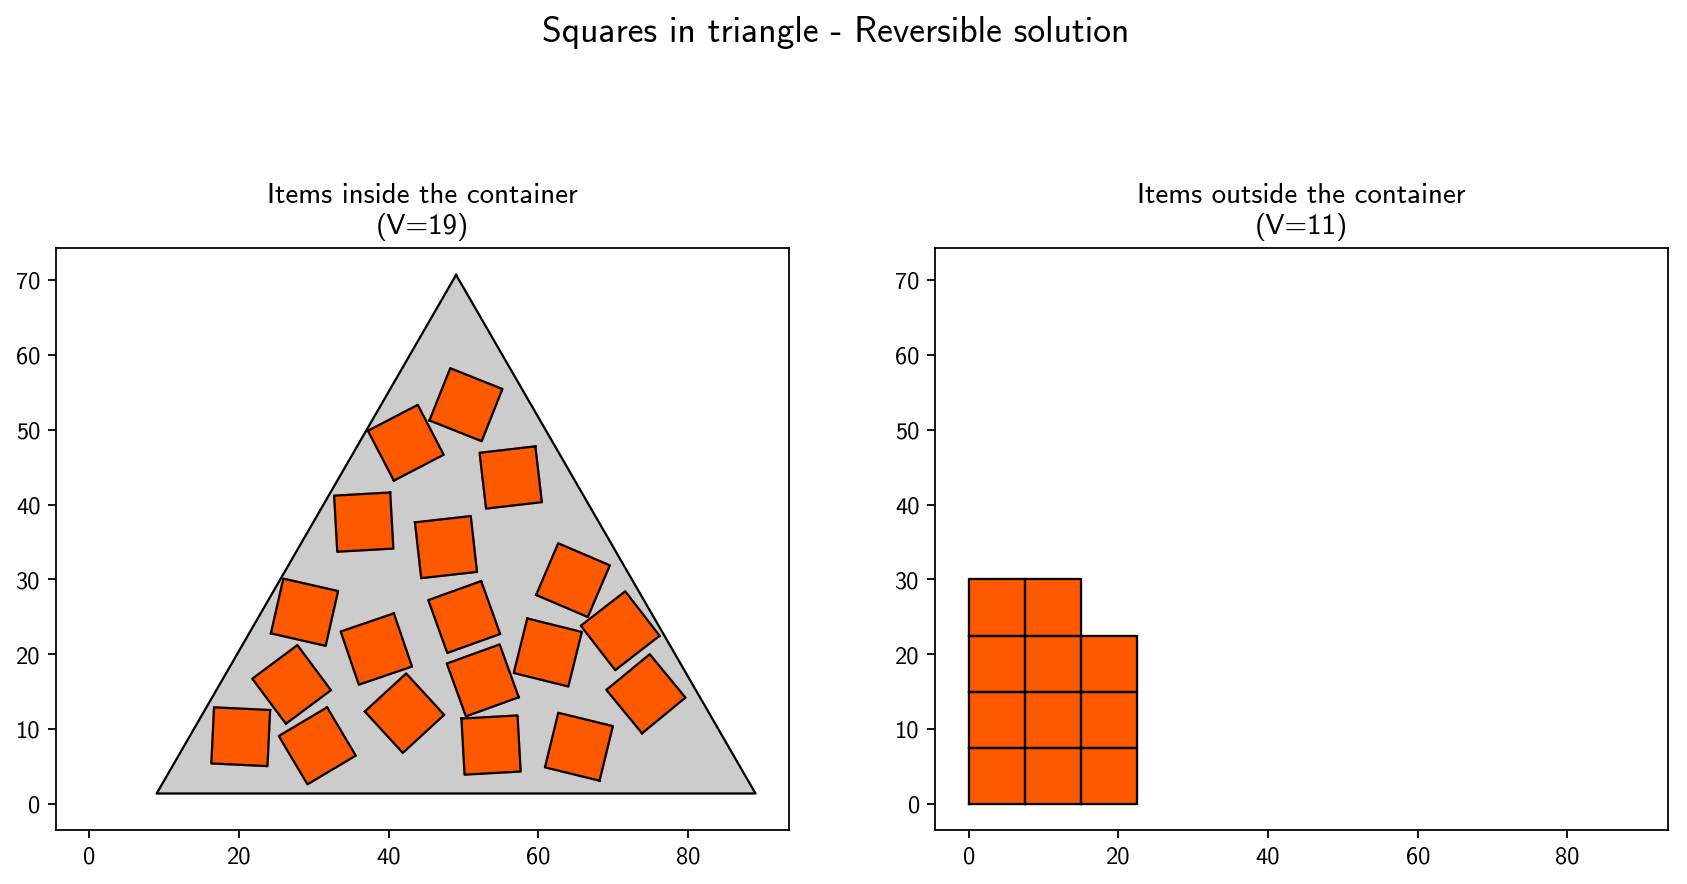 Squares in triangle - Reversible solution
Items inside the container
(V=19)
70
60
50
40
30
20
10
0
0 20 40 60 80
Items outside the container
(V=11)
70
60
50
40
30
20
10
0
0 20 40 60 80